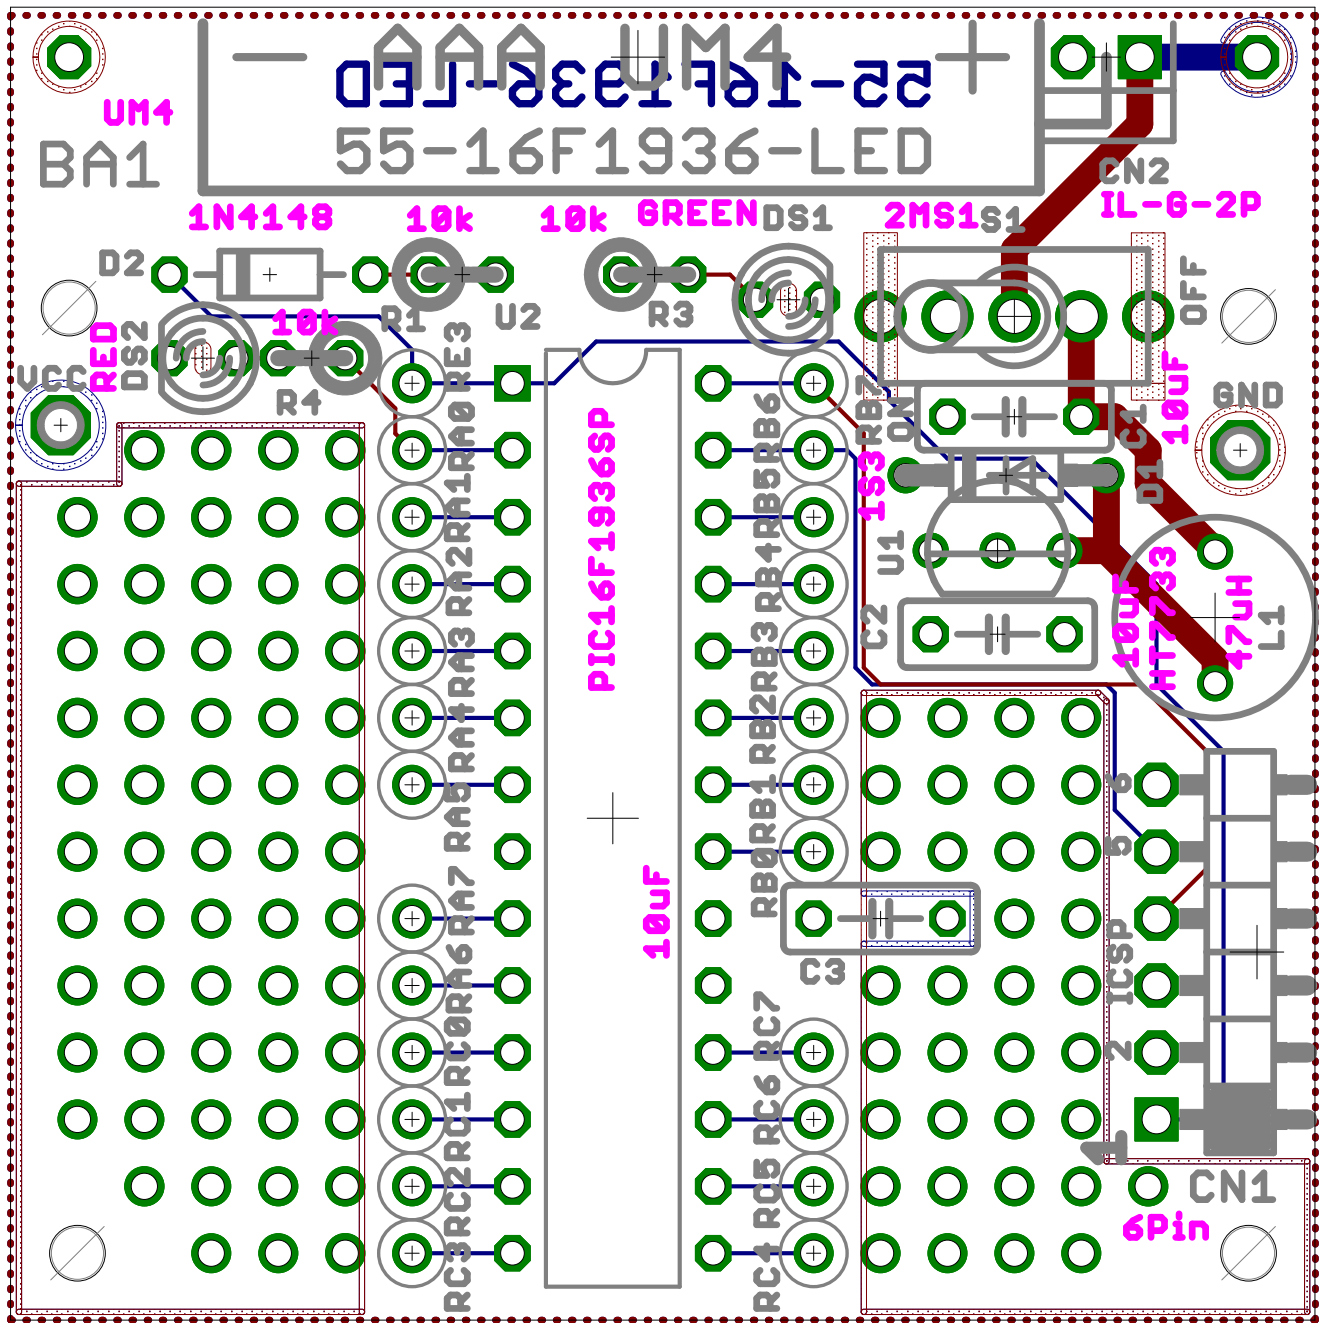 - AAA UM4 +
55-16F1936-LED
55-16F1936-LED
UM4
BA1
CN2
IL-G-2P
1N4148
10k
10k
GREEN
DS1
2MS1
S1
D2
R1
U2
R3
OFF
RED
DS2
10k
R4
VCC
RE3
RB7
ON
10uF
C1
GND
RA0
RB6
1S3
D1
RA1
PIC16F1936SP
RB5
U1
RA2
RB4
C2
10uF
HT7733
47uH
L1
RA3
RB3
RA4
RB2
RA5
RB1
6
RB0
5
RA7
10uF
RA6
C3
ICSP
RC0
RC7
2
RC1
RC6
1
RC2
RC5
CN1
6Pin
RC3
RC4